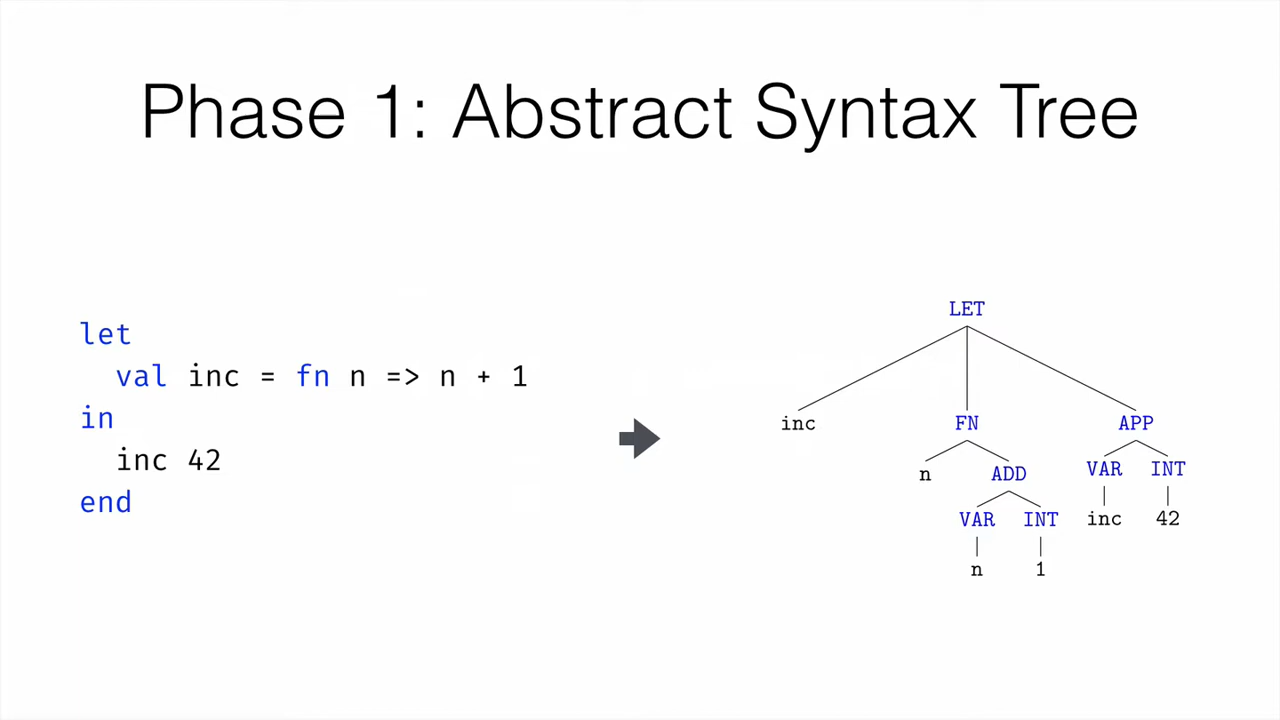 Phase 1: Abstract Syntax Tree
let
  val inc = fn n => n + 1
in
  inc 42
end
LET
inc FN APP
n ADD VAR INT
VAR INT inc 42
n 1